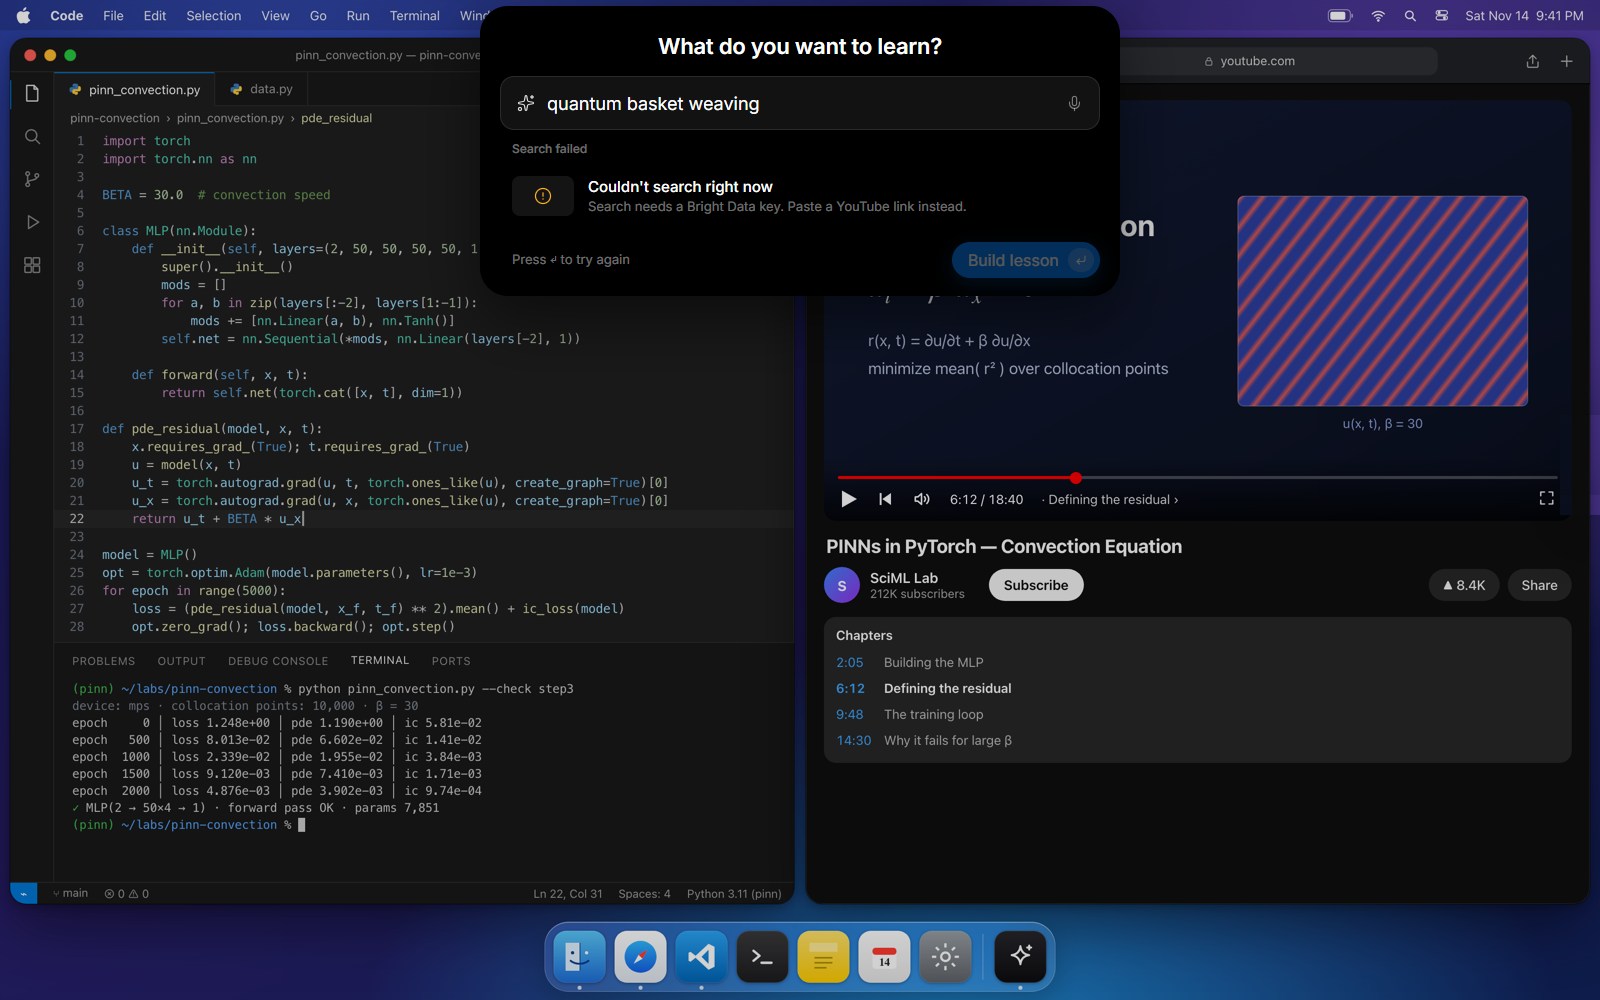 Code File Edit Selection View Go Run Terminal
Sat Nov 14 9:41 PM
What do you want to learn?
quantum basket weaving
Search failed
Couldn't search right now
Search needs a Bright Data key. Paste a YouTube link instead.
Press ↵ to try again
Build lesson ↵
pinn_convection.py — pinn-conve
pinn_convection.py
data.py
pinn-convection › pinn_convection.py › pde_residual
1 import torch
2 import torch.nn as nn
3
4 BETA = 30.0  # convection speed
5
6 class MLP(nn.Module):
7     def __init__(self, layers=(2, 50, 50, 50, 50, 1
8         super().__init__()
9         mods = []
10         for a, b in zip(layers[:-2], layers[1:-1]):
11             mods += [nn.Linear(a, b), nn.Tanh()]
12         self.net = nn.Sequential(*mods, nn.Linear(layers[-2], 1))
13
14     def forward(self, x, t):
15         return self.net(torch.cat([x, t], dim=1))
16
17 def pde_residual(model, x, t):
18     x.requires_grad_(True); t.requires_grad_(True)
19     u = model(x, t)
20     u_t = torch.autograd.grad(u, t, torch.ones_like(u), create_graph=True)[0]
21     u_x = torch.autograd.grad(u, x, torch.ones_like(u), create_graph=True)[0]
22     return u_t + BETA * u_x
23
24 model = MLP()
25 opt = torch.optim.Adam(model.parameters(), lr=1e-3)
26 for epoch in range(5000):
27     loss = (pde_residual(model, x_f, t_f) ** 2).mean() + ic_loss(model)
28     opt.zero_grad(); loss.backward(); opt.step()
PROBLEMS OUTPUT DEBUG CONSOLE TERMINAL PORTS
(pinn) ~/labs/pinn-convection % python pinn_convection.py --check step3
device: mps · collocation points: 10,000 · β = 30
epoch     0 │ loss 1.248e+00 │ pde 1.190e+00 │ ic 5.81e-02
epoch   500 │ loss 8.013e-02 │ pde 6.602e-02 │ ic 1.41e-02
epoch  1000 │ loss 2.339e-02 │ pde 1.955e-02 │ ic 3.84e-03
epoch  1500 │ loss 9.120e-03 │ pde 7.410e-03 │ ic 1.71e-03
epoch  2000 │ loss 4.876e-03 │ pde 3.902e-03 │ ic 9.74e-04
✓ MLP(2 → 50×4 → 1) · forward pass OK · params 7,851
(pinn) ~/labs/pinn-convection %
main 0 0
Ln 22, Col 31 Spaces: 4 Python 3.11 (pinn)
youtube.com
on
r(x, t) = ∂u/∂t + β ∂u/∂x
minimize mean( r² ) over collocation points
u(x, t), β = 30
6:12 / 18:40 · Defining the residual ›
PINNs in PyTorch — Convection Equation
S
SciML Lab
212K subscribers
Subscribe
8.4K
Share
Chapters
2:05 Building the MLP
6:12 Defining the residual
9:48 The training loop
14:30 Why it fails for large β
14